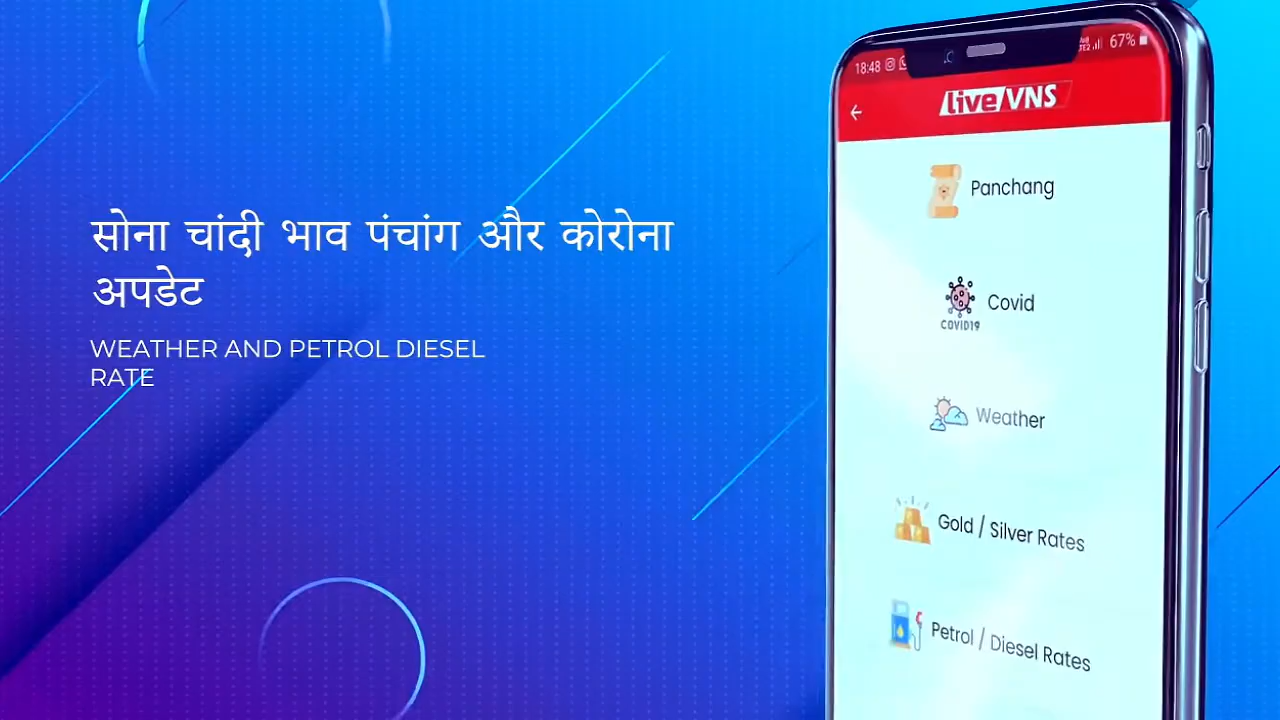 सोना चांदी भाव पंचांग और कोरोना
अपडेट
WEATHER AND PETROL DIESEL
RATE
18:48
67%
live VNS
Panchang
COVID19
Covid
Weather
Gold / Silver Rates
Petrol / Diesel Rates